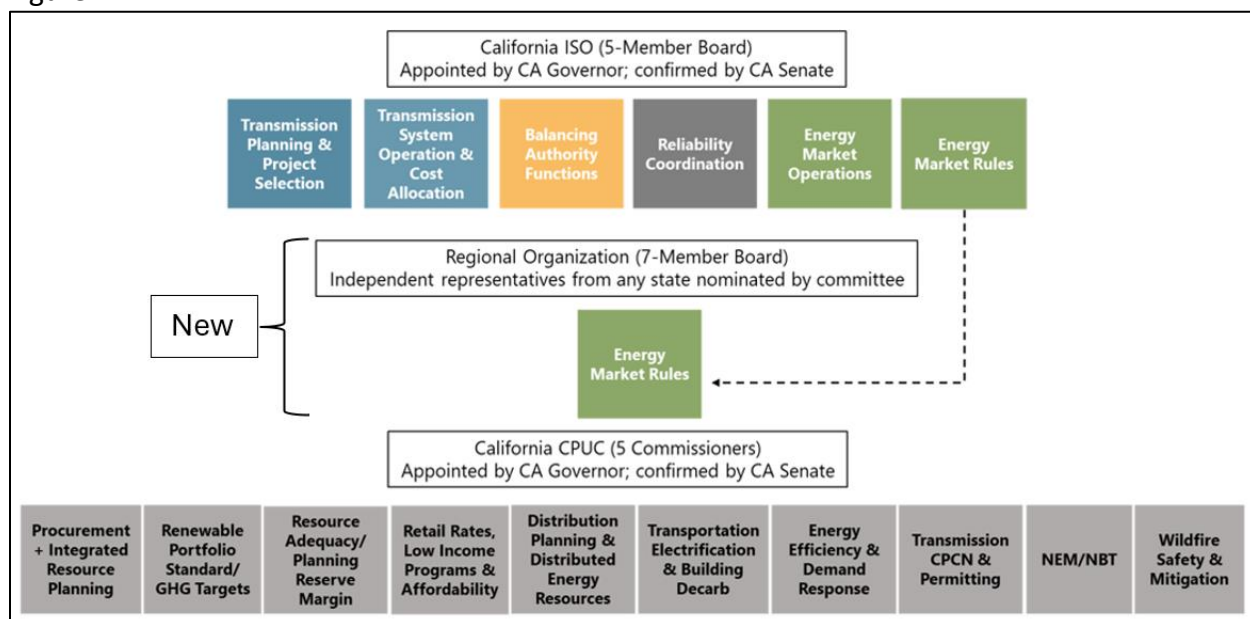 California ISO (5-Member Board)
Appointed by CA Governor; confirmed by CA Senate
Transmission
Planning &
Project
Selection
Transmission
System
Operation &
Cost
Allocation
Balancing
Authority
Functions
Reliability
Coordination
Energy
Market
Operations
Energy
Market Rules
Regional Organization (7-Member Board)
Independent representatives from any state nominated by committee
New
Energy
Market Rules
California CPUC (5 Commissioners)
Appointed by CA Governor; confirmed by CA Senate
Procurement
+ Integrated
Resource
Planning
Renewable
Portfolio
Standard/
GHG Targets
Resource
Adequacy/
Planning
Reserve
Margin
Retail Rates,
Low Income
Programs &
Affordability
Distribution
Planning &
Distributed
Energy
Resources
Transportation
Electrification
& Building
Decarb
Energy
Efficiency &
Demand
Response
Transmission
CPCN &
Permitting
NEM/NBT
Wildfire
Safety &
Mitigation